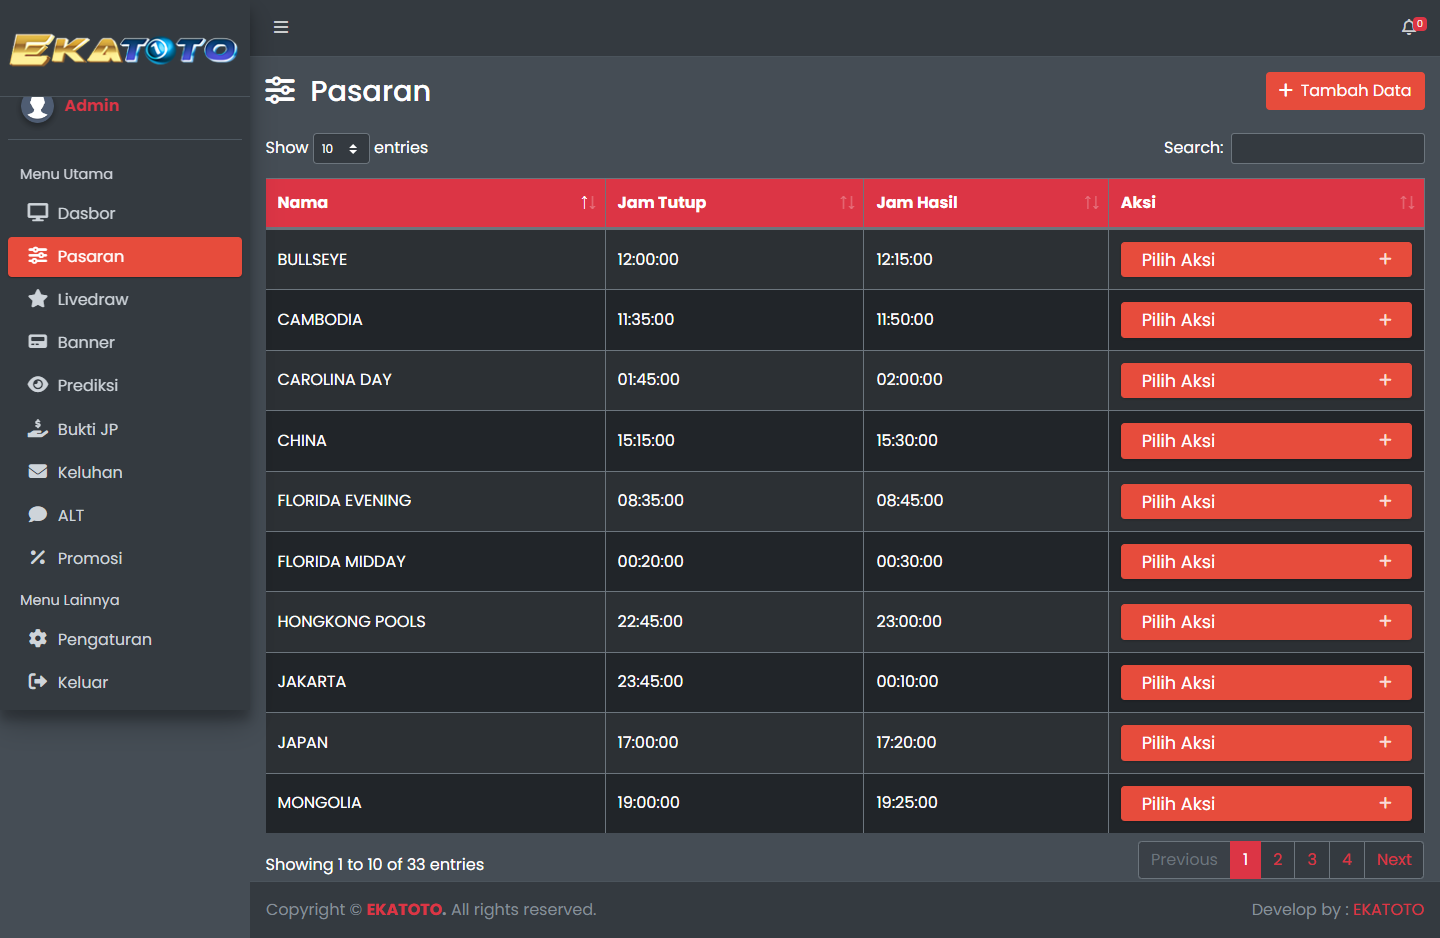 EKATOTO
0
Admin
Pasaran
Tambah Data
Show 10 entries
Search:
Menu Utama
Dasbor
Pasaran
Livedraw
Banner
Prediksi
Bukti JP
Keluhan
ALT
Promosi
Menu Lainnya
Pengaturan
Keluar
Nama Jam Tutup Jam Hasil Aksi
BULLSEYE 12:00:00 12:15:00 Pilih Aksi
CAMBODIA 11:35:00 11:50:00 Pilih Aksi
CAROLINA DAY 01:45:00 02:00:00 Pilih Aksi
CHINA 15:15:00 15:30:00 Pilih Aksi
FLORIDA EVENING 08:35:00 08:45:00 Pilih Aksi
FLORIDA MIDDAY 00:20:00 00:30:00 Pilih Aksi
HONGKONG POOLS 22:45:00 23:00:00 Pilih Aksi
JAKARTA 23:45:00 00:10:00 Pilih Aksi
JAPAN 17:00:00 17:20:00 Pilih Aksi
MONGOLIA 19:00:00 19:25:00 Pilih Aksi
Showing 1 to 10 of 33 entries
Previous 1 2 3 4 Next
Copyright © EKATOTO. All rights reserved.
Develop by : EKATOTO